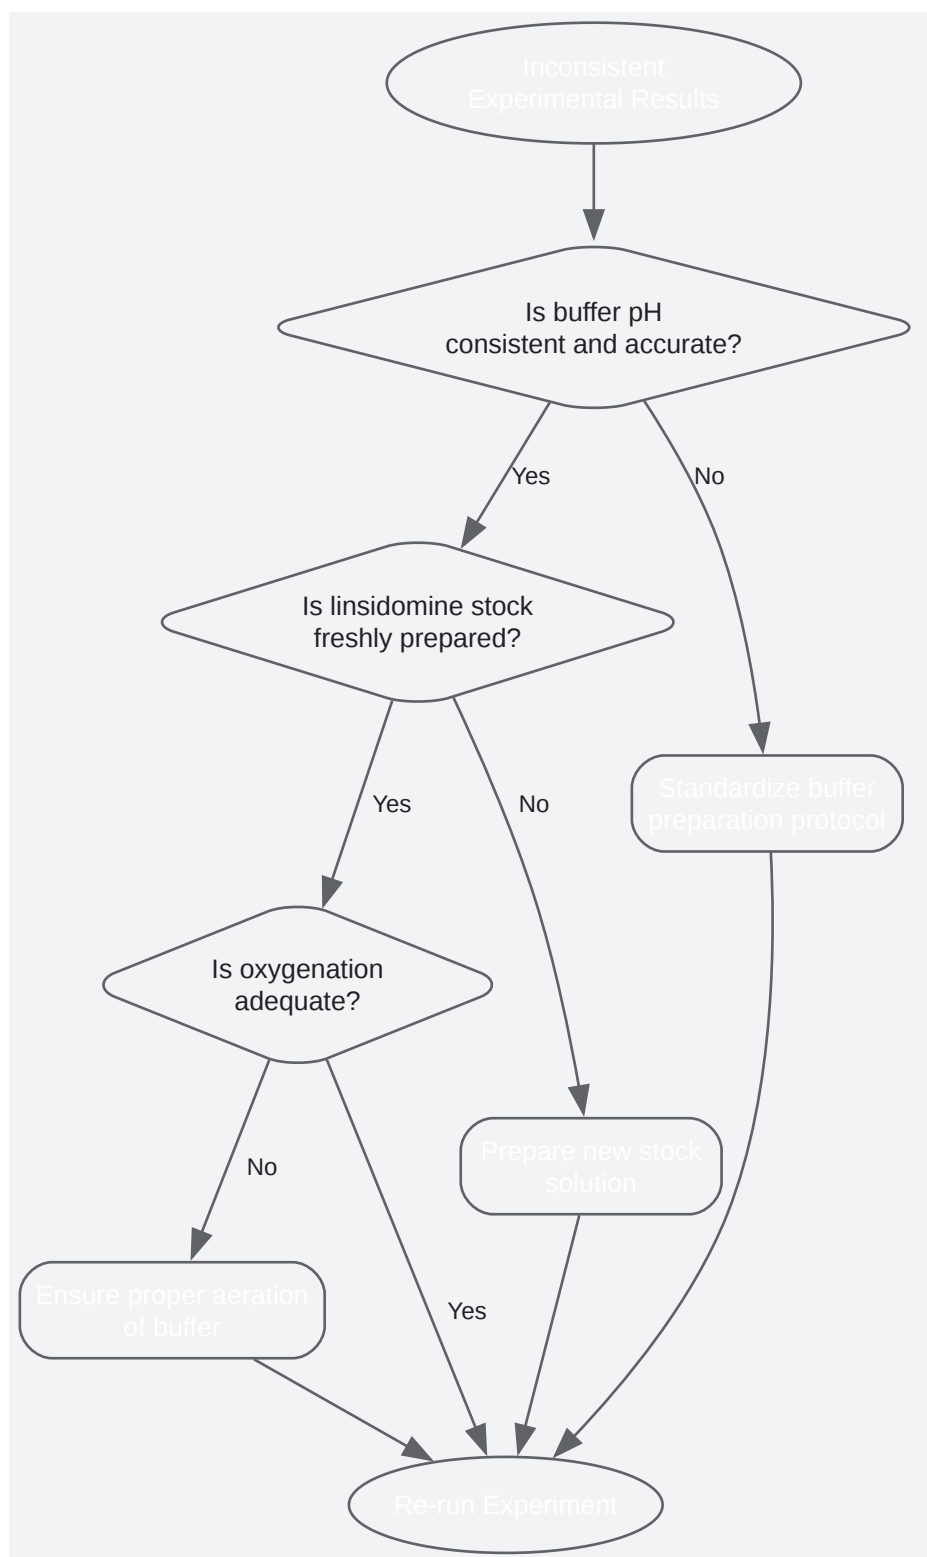 Inconsistent
Experimental Results
Is buffer pH
consistent and accurate?
Yes
No
Is linsidomine stock
freshly prepared?
Standardize buffer
preparation protocol
Yes
No
Is oxygenation
adequate?
Prepare new stock
solution
No
Ensure proper aeration
of buffer
Yes
Re-run Experiment